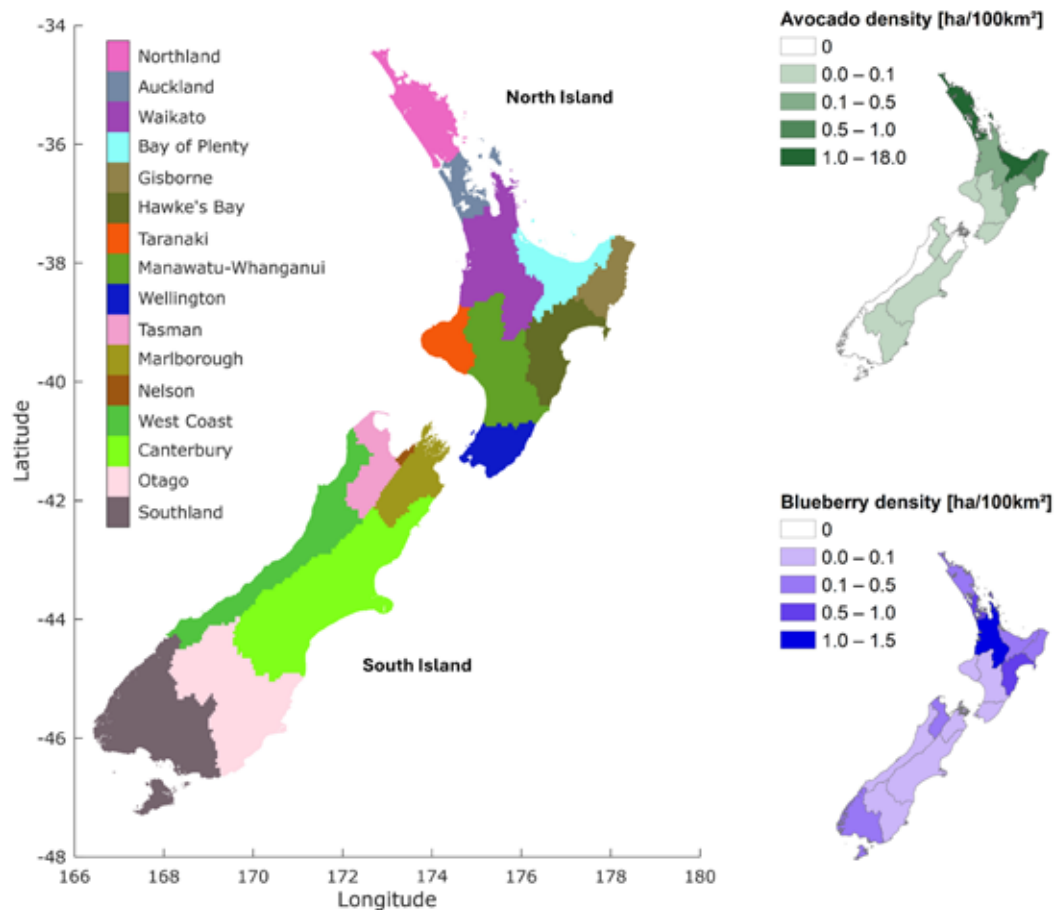 -34
-36
-38
-40
-42
-44
-46
-48
Latitude
166
168
170
172
174
176
178
180
Longitude
Northland
Auckland
Waikato
Bay of Plenty
Gisborne
Hawke's Bay
Taranaki
Manawatu-Whanganui
Wellington
Tasman
Marlborough
Nelson
West Coast
Canterbury
Otago
Southland
North Island
South Island
Avocado density [ha/100km²]
0
0.0 – 0.1
0.1 – 0.5
0.5 – 1.0
1.0 – 18.0
Blueberry density [ha/100km²]
0
0.0 – 0.1
0.1 – 0.5
0.5 – 1.0
1.0 – 1.5